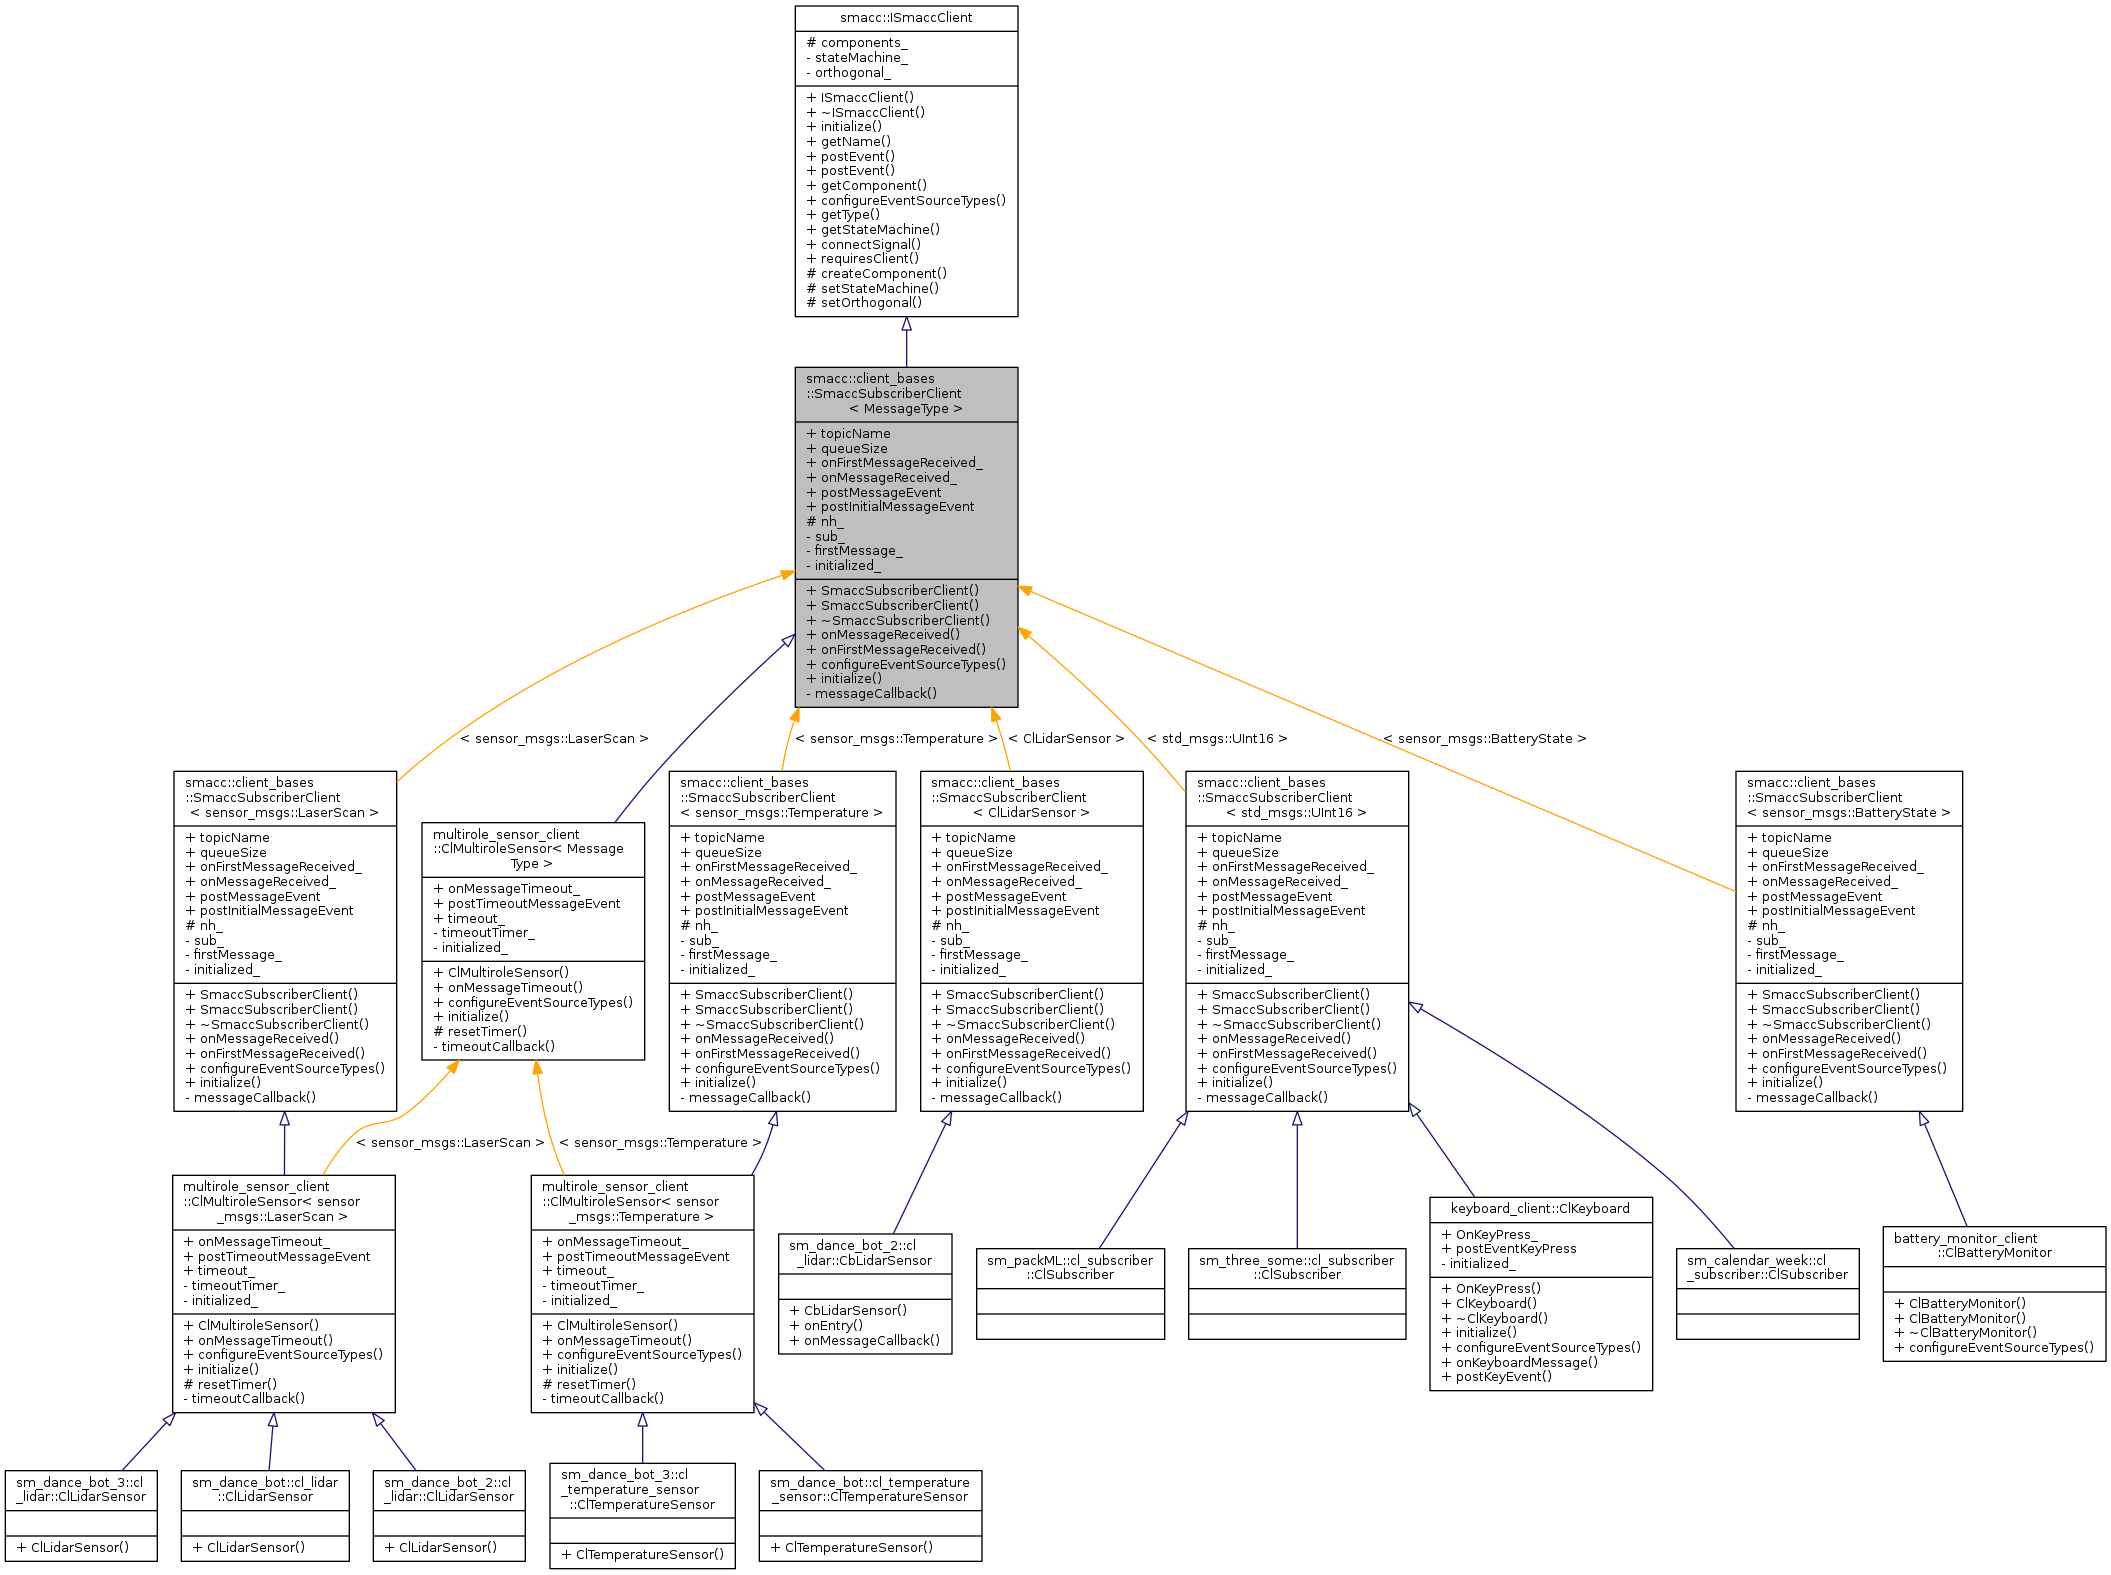 smacc::ISmaccClient
# components_
- stateMachine_
- orthogonal_
+ ISmaccClient()
+ ~ISmaccClient()
+ initialize()
+ getName()
+ postEvent()
+ postEvent()
+ getComponent()
+ configureEventSourceTypes()
+ getType()
+ getStateMachine()
+ connectSignal()
+ requiresClient()
# createComponent()
# setStateMachine()
# setOrthogonal()
smacc::client_bases
::SmaccSubscriberClient
< MessageType >
+ topicName
+ queueSize
+ onFirstMessageReceived_
+ onMessageReceived_
+ postMessageEvent
+ postInitialMessageEvent
# nh_
- sub_
- firstMessage_
- initialized_
+ SmaccSubscriberClient()
+ SmaccSubscriberClient()
+ ~SmaccSubscriberClient()
+ onMessageReceived()
+ onFirstMessageReceived()
+ configureEventSourceTypes()
+ initialize()
- messageCallback()
< sensor_msgs::LaserScan >
< sensor_msgs::Temperature >
< ClLidarSensor >
< std_msgs::UInt16 >
< sensor_msgs::BatteryState >
smacc::client_bases
::SmaccSubscriberClient
< sensor_msgs::LaserScan >
+ topicName
+ queueSize
+ onFirstMessageReceived_
+ onMessageReceived_
+ postMessageEvent
+ postInitialMessageEvent
# nh_
- sub_
- firstMessage_
- initialized_
+ SmaccSubscriberClient()
+ SmaccSubscriberClient()
+ ~SmaccSubscriberClient()
+ onMessageReceived()
+ onFirstMessageReceived()
+ configureEventSourceTypes()
+ initialize()
- messageCallback()
multirole_sensor_client
::ClMultiroleSensor< Message
Type >
+ onMessageTimeout_
+ postTimeoutMessageEvent
+ timeout_
- timeoutTimer_
- initialized_
+ ClMultiroleSensor()
+ onMessageTimeout()
+ configureEventSourceTypes()
+ initialize()
# resetTimer()
- timeoutCallback()
smacc::client_bases
::SmaccSubscriberClient
< sensor_msgs::Temperature >
+ topicName
+ queueSize
+ onFirstMessageReceived_
+ onMessageReceived_
+ postMessageEvent
+ postInitialMessageEvent
# nh_
- sub_
- firstMessage_
- initialized_
+ SmaccSubscriberClient()
+ SmaccSubscriberClient()
+ ~SmaccSubscriberClient()
+ onMessageReceived()
+ onFirstMessageReceived()
+ configureEventSourceTypes()
+ initialize()
- messageCallback()
smacc::client_bases
::SmaccSubscriberClient
< ClLidarSensor >
+ topicName
+ queueSize
+ onFirstMessageReceived_
+ onMessageReceived_
+ postMessageEvent
+ postInitialMessageEvent
# nh_
- sub_
- firstMessage_
- initialized_
+ SmaccSubscriberClient()
+ SmaccSubscriberClient()
+ ~SmaccSubscriberClient()
+ onMessageReceived()
+ onFirstMessageReceived()
+ configureEventSourceTypes()
+ initialize()
- messageCallback()
smacc::client_bases
::SmaccSubscriberClient
< std_msgs::UInt16 >
+ topicName
+ queueSize
+ onFirstMessageReceived_
+ onMessageReceived_
+ postMessageEvent
+ postInitialMessageEvent
# nh_
- sub_
- firstMessage_
- initialized_
+ SmaccSubscriberClient()
+ SmaccSubscriberClient()
+ ~SmaccSubscriberClient()
+ onMessageReceived()
+ onFirstMessageReceived()
+ configureEventSourceTypes()
+ initialize()
- messageCallback()
smacc::client_bases
::SmaccSubscriberClient
< sensor_msgs::BatteryState >
+ topicName
+ queueSize
+ onFirstMessageReceived_
+ onMessageReceived_
+ postMessageEvent
+ postInitialMessageEvent
# nh_
- sub_
- firstMessage_
- initialized_
+ SmaccSubscriberClient()
+ SmaccSubscriberClient()
+ ~SmaccSubscriberClient()
+ onMessageReceived()
+ onFirstMessageReceived()
+ configureEventSourceTypes()
+ initialize()
- messageCallback()
< sensor_msgs::LaserScan >
< sensor_msgs::Temperature >
multirole_sensor_client
::ClMultiroleSensor< sensor
_msgs::LaserScan >
+ onMessageTimeout_
+ postTimeoutMessageEvent
+ timeout_
- timeoutTimer_
- initialized_
+ ClMultiroleSensor()
+ onMessageTimeout()
+ configureEventSourceTypes()
+ initialize()
# resetTimer()
- timeoutCallback()
multirole_sensor_client
::ClMultiroleSensor< sensor
_msgs::Temperature >
+ onMessageTimeout_
+ postTimeoutMessageEvent
+ timeout_
- timeoutTimer_
- initialized_
+ ClMultiroleSensor()
+ onMessageTimeout()
+ configureEventSourceTypes()
+ initialize()
# resetTimer()
- timeoutCallback()
sm_dance_bot_2::cl
_lidar::CbLidarSensor
+ CbLidarSensor()
+ onEntry()
+ onMessageCallback()
sm_packML::cl_subscriber
::ClSubscriber
sm_three_some::cl_subscriber
::ClSubscriber
keyboard_client::ClKeyboard
+ OnKeyPress_
+ postEventKeyPress
- initialized_
+ OnKeyPress()
+ ClKeyboard()
+ ~ClKeyboard()
+ initialize()
+ configureEventSourceTypes()
+ onKeyboardMessage()
+ postKeyEvent()
sm_calendar_week::cl
_subscriber::ClSubscriber
battery_monitor_client
::ClBatteryMonitor
+ ClBatteryMonitor()
+ ClBatteryMonitor()
+ ~ClBatteryMonitor()
+ configureEventSourceTypes()
sm_dance_bot_3::cl
_lidar::ClLidarSensor
+ ClLidarSensor()
sm_dance_bot::cl_lidar
::ClLidarSensor
+ ClLidarSensor()
sm_dance_bot_2::cl
_lidar::ClLidarSensor
+ ClLidarSensor()
sm_dance_bot_3::cl
_temperature_sensor
::ClTemperatureSensor
+ ClTemperatureSensor()
sm_dance_bot::cl_temperature
_sensor::ClTemperatureSensor
+ ClTemperatureSensor()